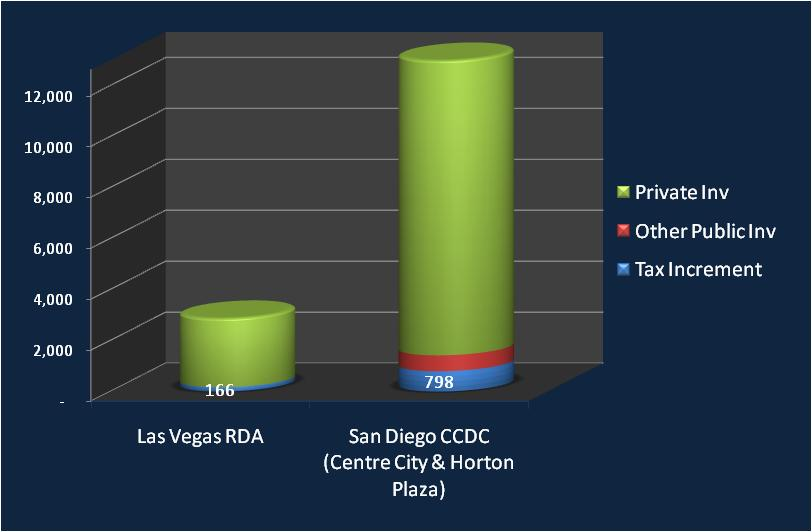 12,000
10,000
8,000
6,000
4,000
2,000
-
166
798
Las Vegas RDA
San Diego CCDC
(Centre City & Horton
Plaza)
Private Inv
Other Public Inv
Tax Increment